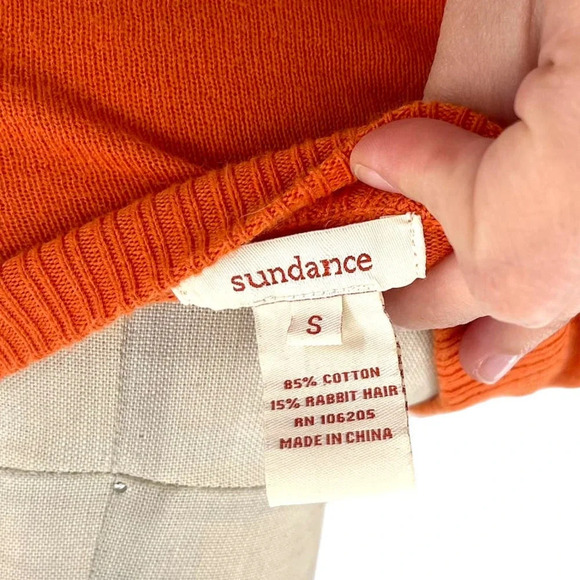 sundance
S
85% COTTON
15% RABBIT HAIR
RN 106205
MADE IN CHINA